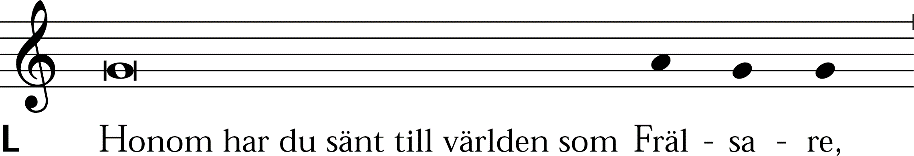 L Honom har du sänt till världen som Fräl - sa - re,